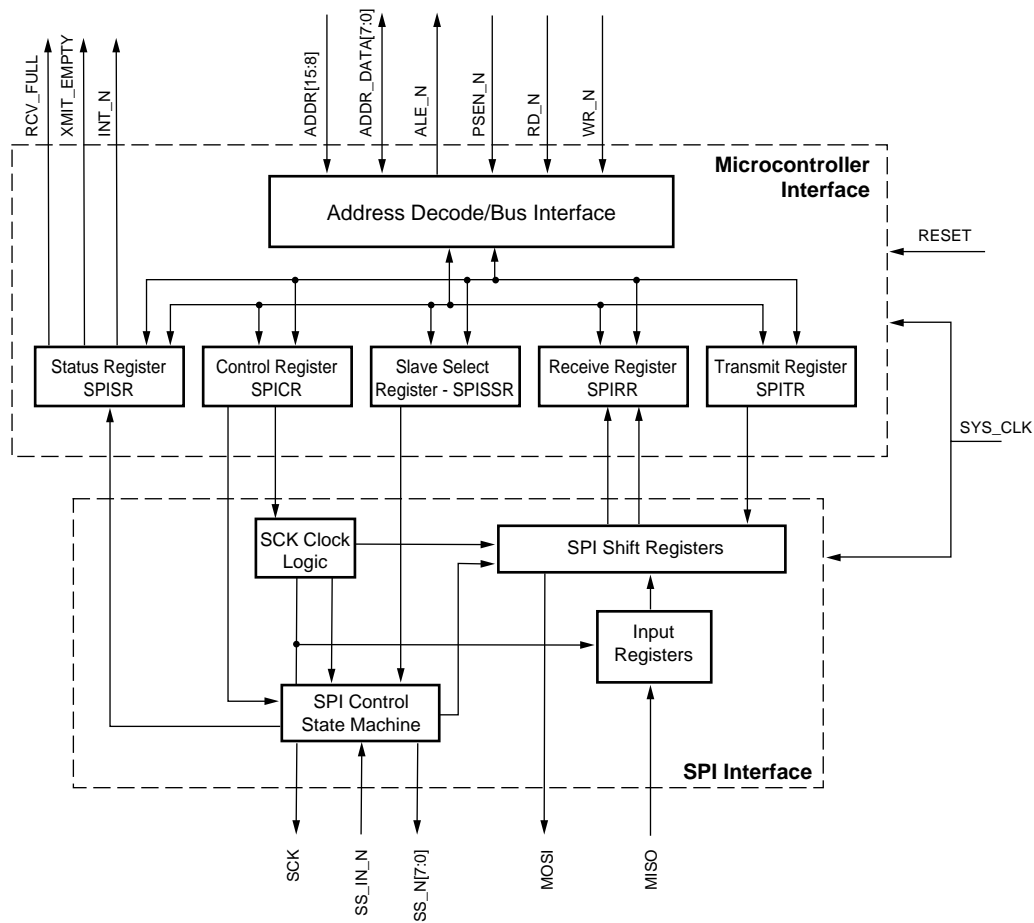 RCV_FULL
XMIT_EMPTY
INT_N
ADDR[15:8]
ADDR_DATA[7:0]
ALE_N
PSEN_N
RD_N
WR_N
Microcontroller
Interface
Address Decode/Bus Interface
RESET
Status Register
SPISR
Control Register
SPICR
Slave Select
Register - SPISSR
Receive Register
SPIRR
Transmit Register
SPITR
SYS_CLK
SCK Clock
Logic
SPI Shift Registers
Input
Registers
SPI Control
State Machine
SPI Interface
SCK
SS_IN_N
SS_N[7:0]
MOSI
MISO